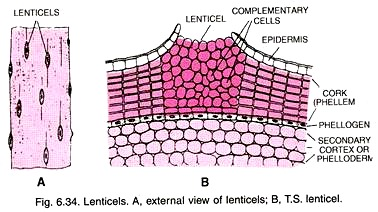 LENTICELS
LENTICEL
COMPLEMENTARY
CELLS
EPIDERMIS
CORK
(PHELLEM
PHELLOGEN
SECONDARY
CORTEX OR
PHELLODERM
A
B
Fig. 6.34. Lenticels. A, external view of lenticels; B, T.S. lenticel.